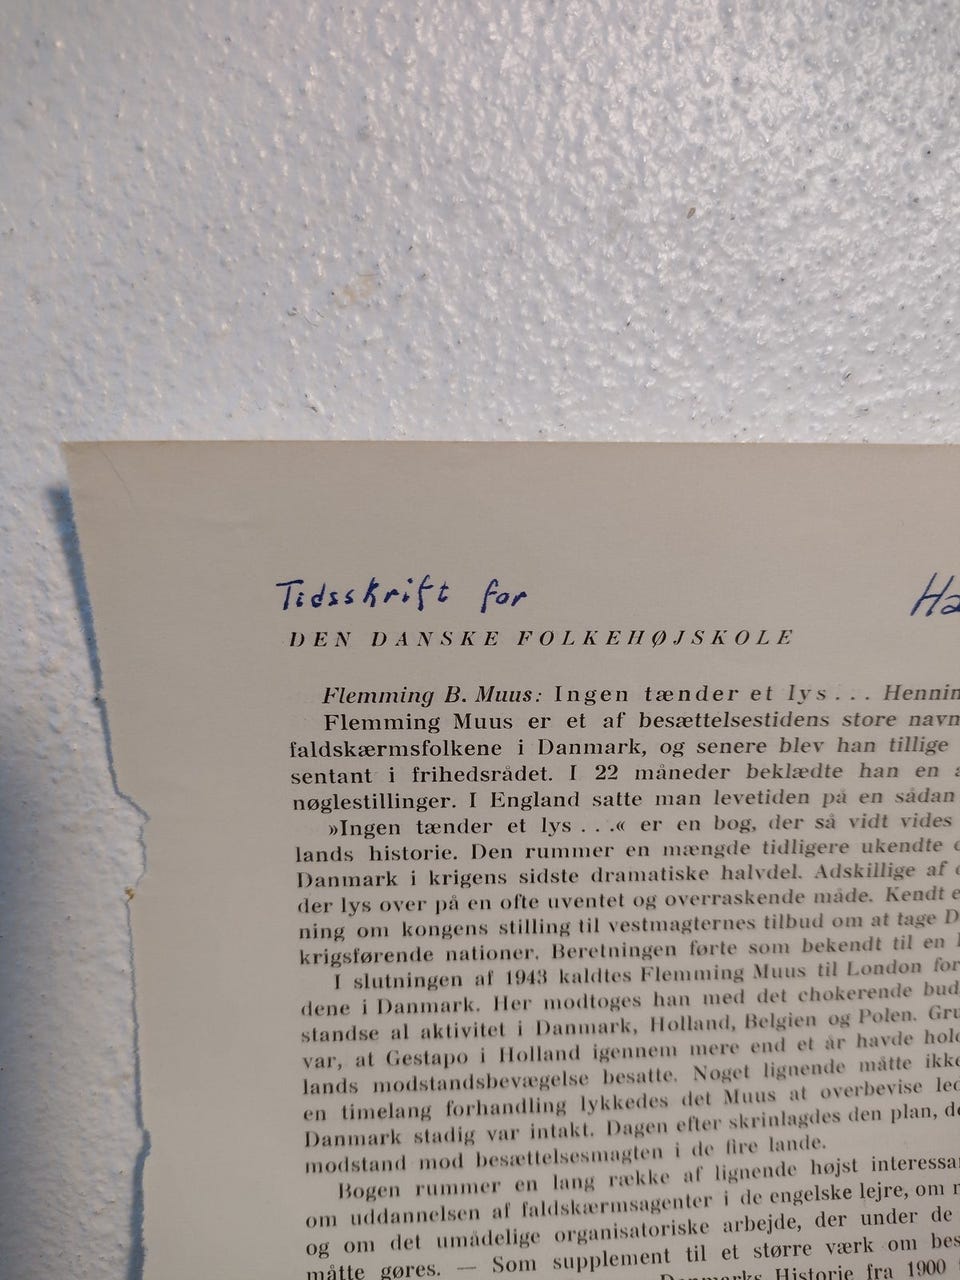 Tidsskrift for
DEN DANSKE FOLKEHØJSKOLE
Flemming B. Muus: Ingen tænder et lys . . .
Flemming Muus er et af besættelsestidens store
faldskærmsfolkene i Danmark, og senere blev han tillige
sentant i frihedsrådet. I 22 måneder beklædte han en
nøglestillinger. I England satte man levetiden på en sådan
»Ingen tænder et lys . . .« er en bog, der så vidt vides
lands historie. Den rummer en mængde tidligere ukendte
Danmark i krigens sidste dramatiske halvdel. Adskillige af
der lys over på en ofte uventet og overraskende måde. Kendt
ning om kongens stilling til vestmagternes tilbud om at tage
krigsførende nationer. Beretningen førte som bekendt til en
I slutningen af 1943 kaldtes Flemming Muus til London for
dene i Danmark. Her modtoges han med det chokerende
standse al aktivitet i Danmark, Holland, Belgien og Polen.
var, at Gestapo i Holland igennem mere end et år havde
lands modstandsbevægelse besatte. Noget lignende måtte
en timelang forhandling lykkedes det Muus at overbevise
Danmark stadig var intakt. Dagen efter skrinlagdes den plan,
modstand mod besættelsesmagten i de fire lande.
Bogen rummer en lang række af lignende højst
om uddannelsen af faldskærmsagenter i de engelske lejre, om
og om det umådelige organisatoriske arbejde, der under de
måtte gøres. — Som supplement til et større værk om
Danmarks Historie fra 1900